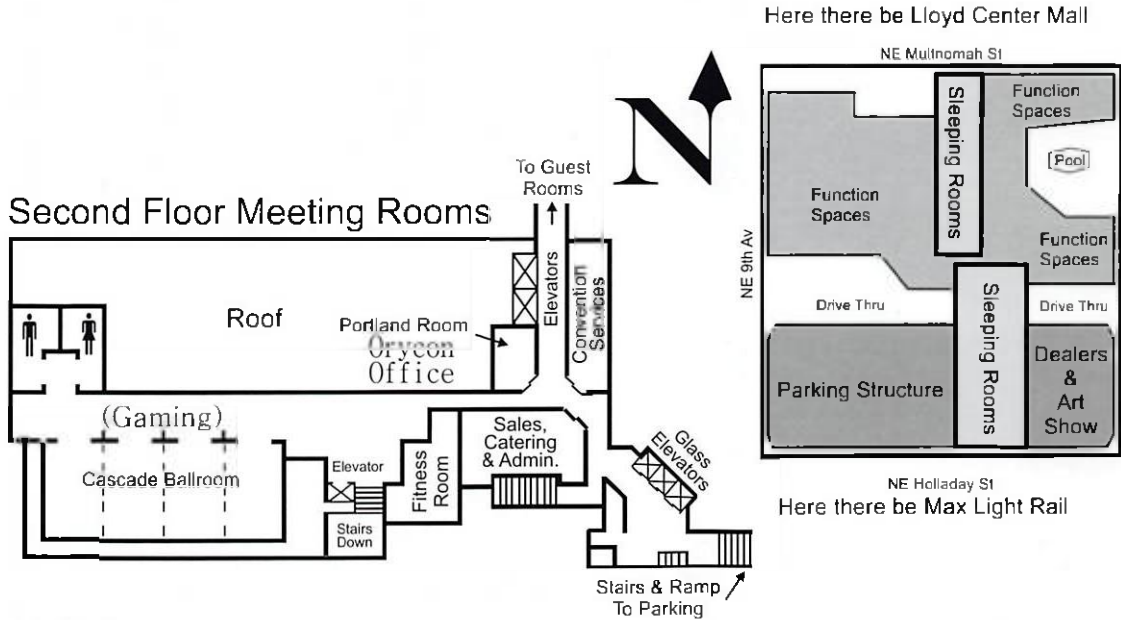 Here there be Lloyd Center Mall
NE Multnomah St
Sleeping Rooms
Function
Spaces
Pool
Function
Spaces
Function
Spaces
NE 9th Av
Drive Thru
Sleeping Rooms
Drive Thru
Parking Structure
Dealers
&
Art
Show
NE Holladay St
Here there be Max Light Rail
N
To Guest
Rooms
Second Floor Meeting Rooms
Roof
Elevators
Convention
Services
Portland Room
Orycon
Office
(Gaming)
Cascade Ballroom
Elevator
Stairs
Down
Fitness
Room
Sales,
Catering
& Admin.
Glass
Elevators
Stairs & Ramp
To Parking